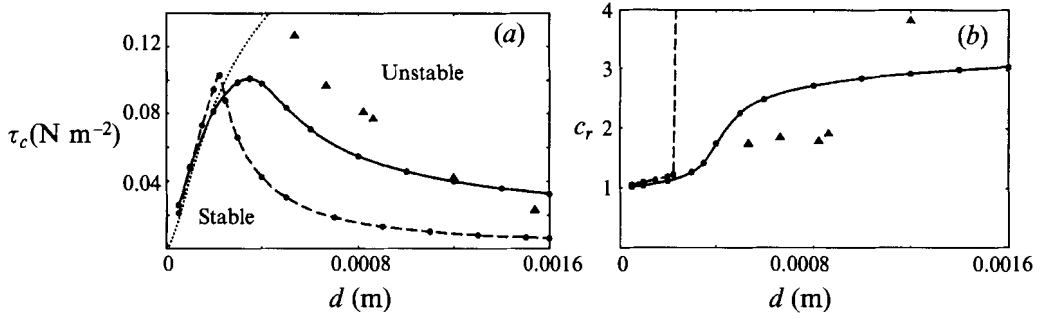 (a)
(b)
0.12
Unstable
0.08
τc(N m−2)
0.04
Stable
0
0.0008
0.0016
d (m)
4
3
cr
2
1
0
0.0008
0.0016
d (m)